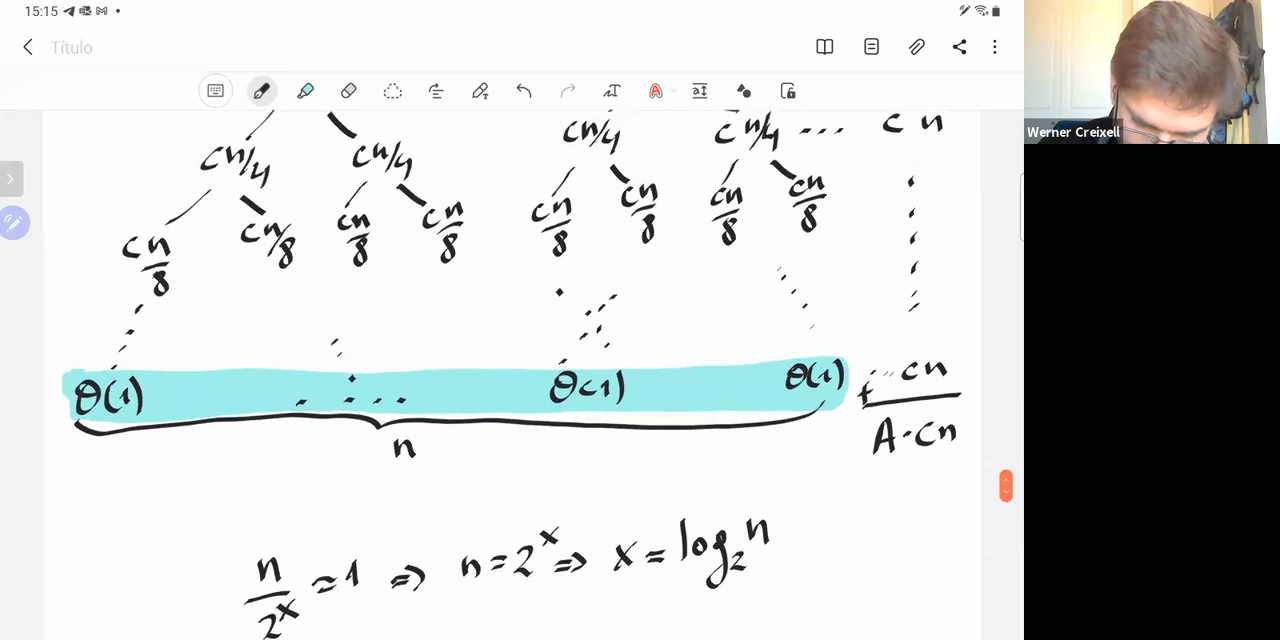 15:15
Título
Werner Creixell
cn/4 cn/4 ... cn
cn/4 cn/4
cn/8 cn/8 cn/8 cn/8 cn/8 cn/8 cn/8 cn/8
θ(1) .... θ(1) θ(1) + cn
n A·cn
n/2^x ≈ 1 => n = 2^x => x = log₂ n